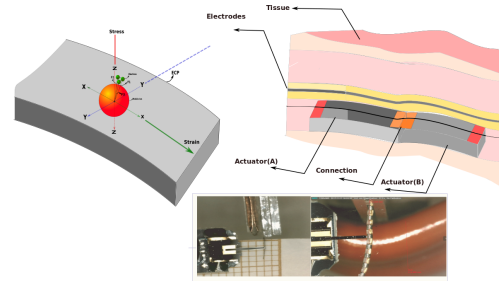 Stress
Z
ECP
X
Y
Y
X
Z
Strain
Tissue
Electrodes
Actuator(A)
Connection
Actuator(B)